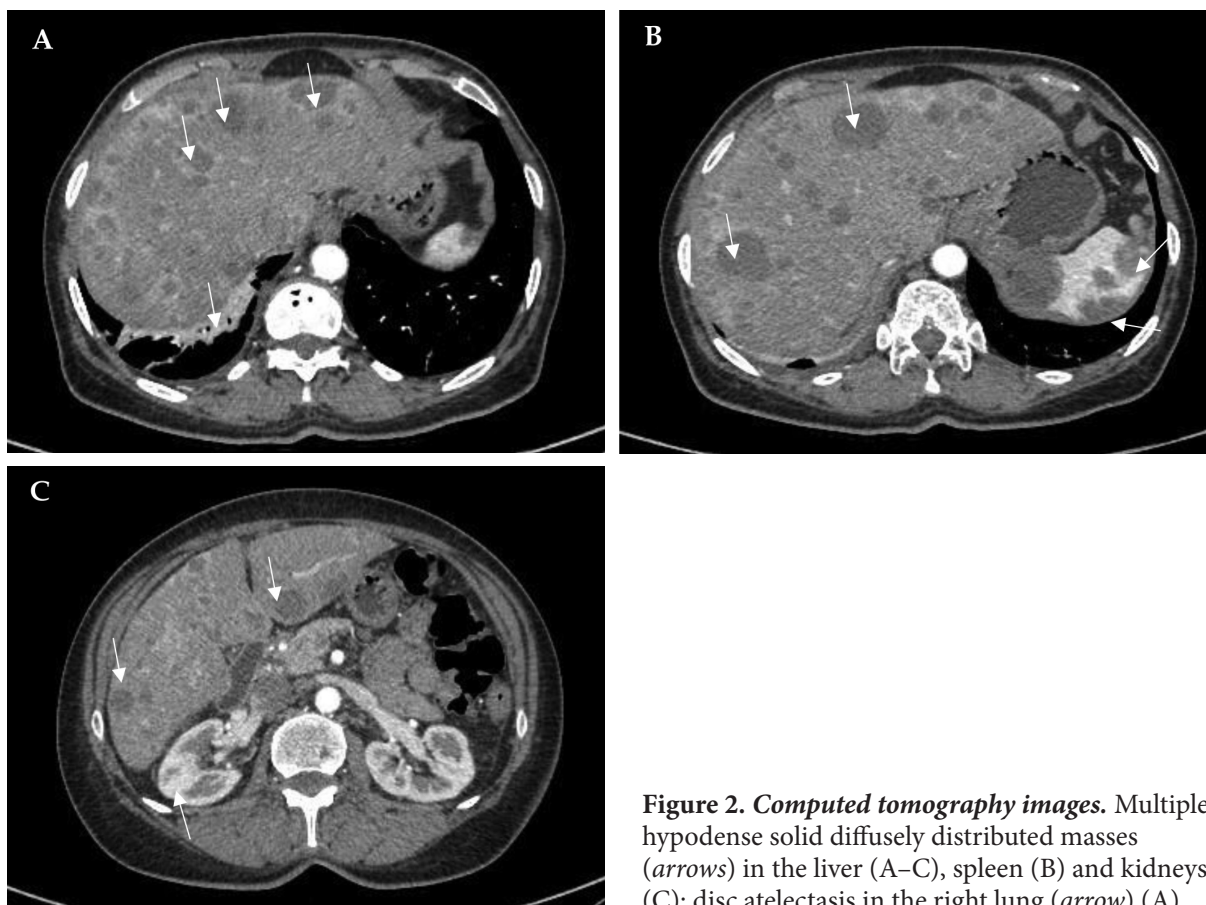 A
B
C
Figure 2. Computed tomography images. Multiple
hypodense solid diffusely distributed masses
(arrows) in the liver (A–C), spleen (B) and kidneys
(C); disc atelectasis in the right lung (arrow) (A)